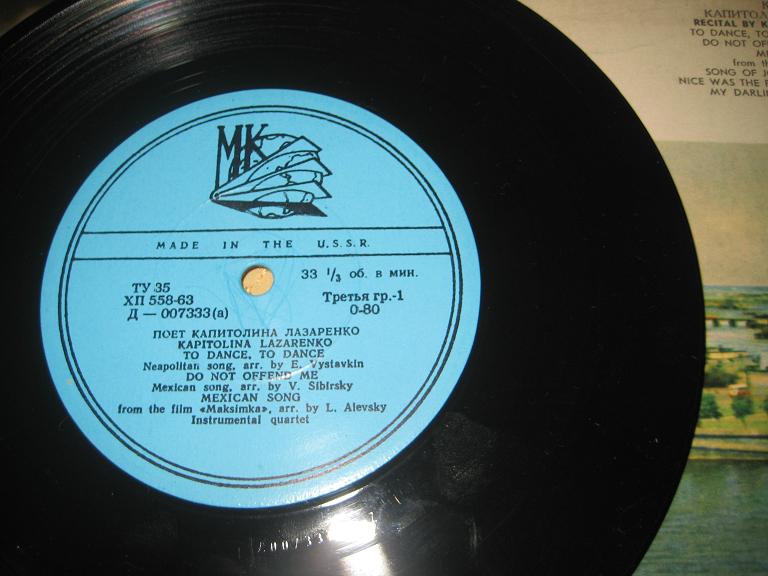 MK
MADE IN THE U.S.S.R.
33 1/3 об. в мин.
ТУ 35
ХП 558-63
Д — 007333(а)
Третья гр.-1
0-80
ПОЕТ КАПИТОЛИНА ЛАЗАРЕНКО
KAPITOLINA LAZARENKO
TO DANCE, TO DANCE
Neapolitan song, arr. by E. Vystavkin
DO NOT OFFEND ME
Mexican song, arr. by V. Sibirsky
MEXICAN SONG
from the film «Maksimka», arr. by L. Alevsky
Instrumental quartet
RECITAL BY K
TO DANCE, TO
DO NOT OF
from th
SONG OF J
NICE WAS THE
MY DARLI